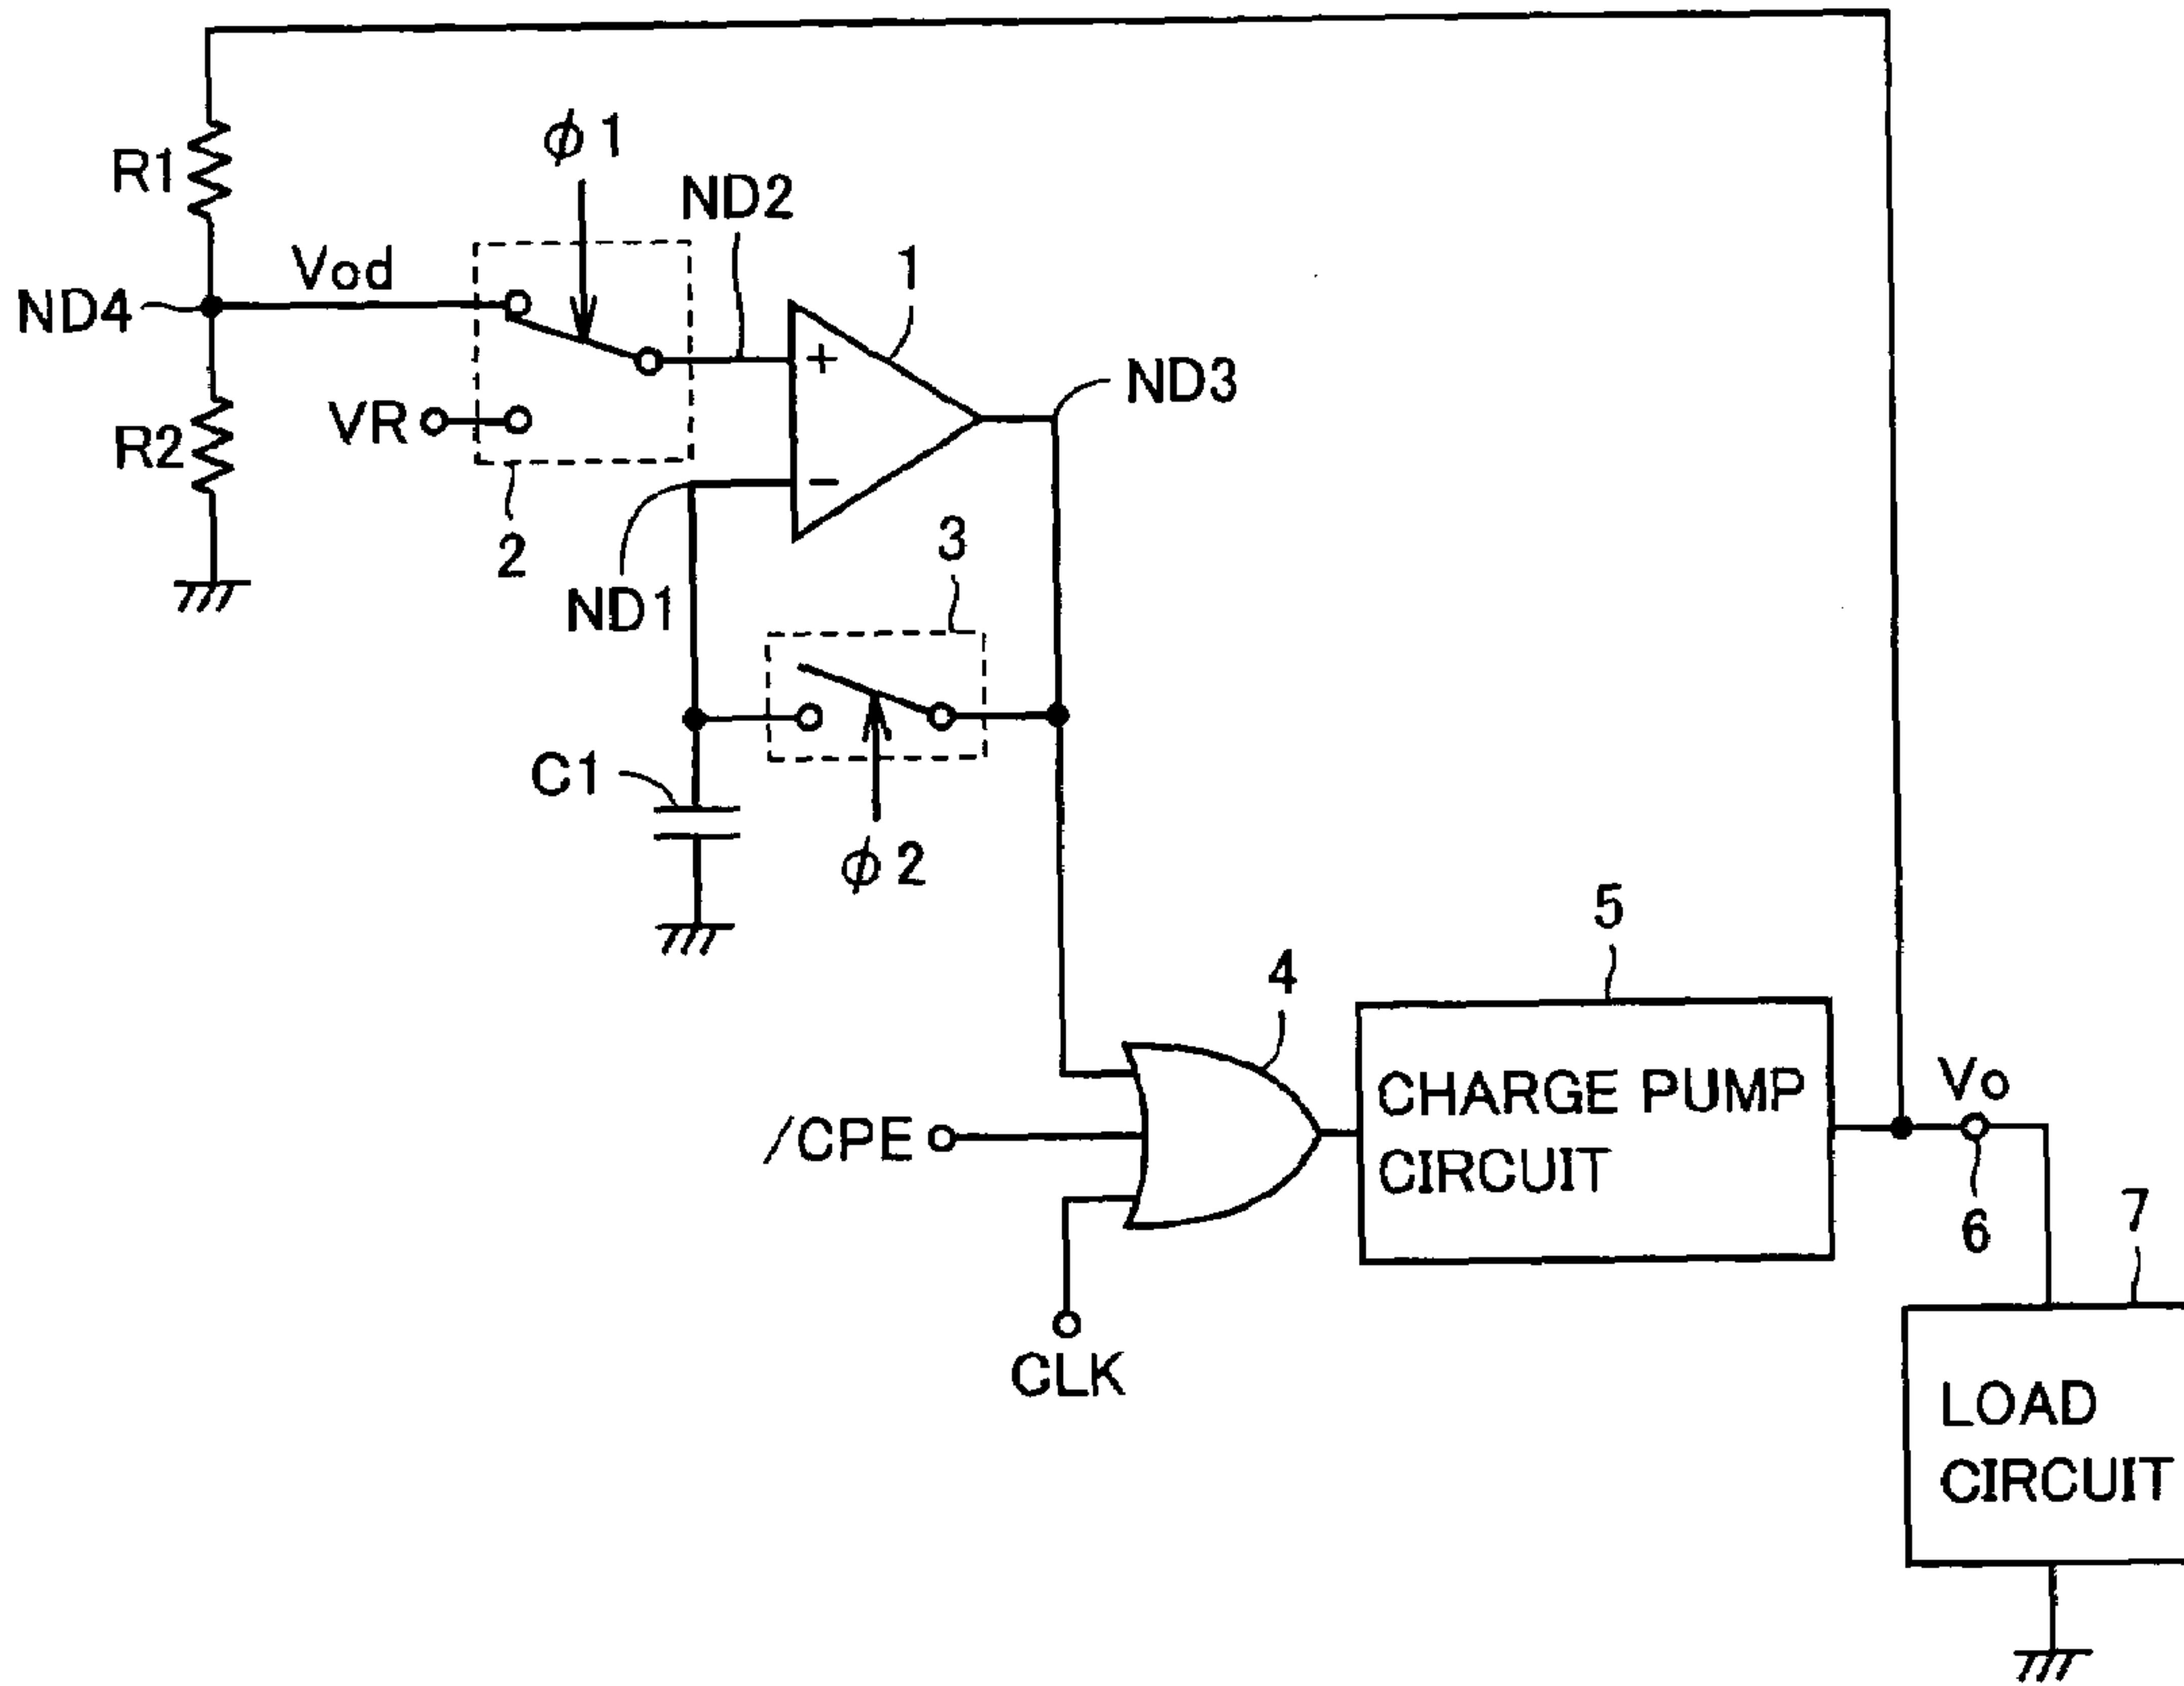 ϕ1
R1
ND2
Vod
1
ND4
ND3
VR
R2
2
3
ND1
C1
ϕ2
5
4
CHARGE PUMP
CIRCUIT
Vo
/CPE
6
7
CLK
LOAD
CIRCUIT
+
−